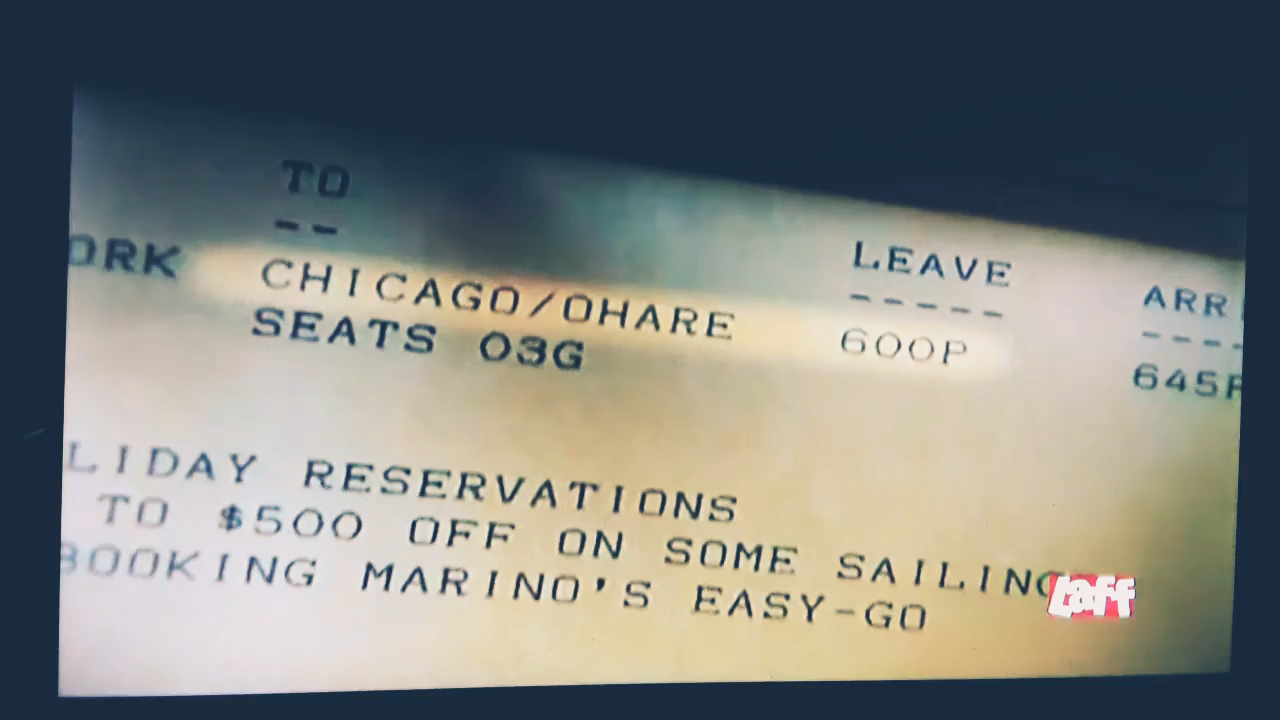 TO
--
ORK CHICAGO/OHARE LEAVE ARR
----- ----
SEATS 03G 600P 645P
LIDAY RESERVATIONS
TO $500 OFF ON SOME SAILING
BOOKING MARINO'S EASY-GO
Laff